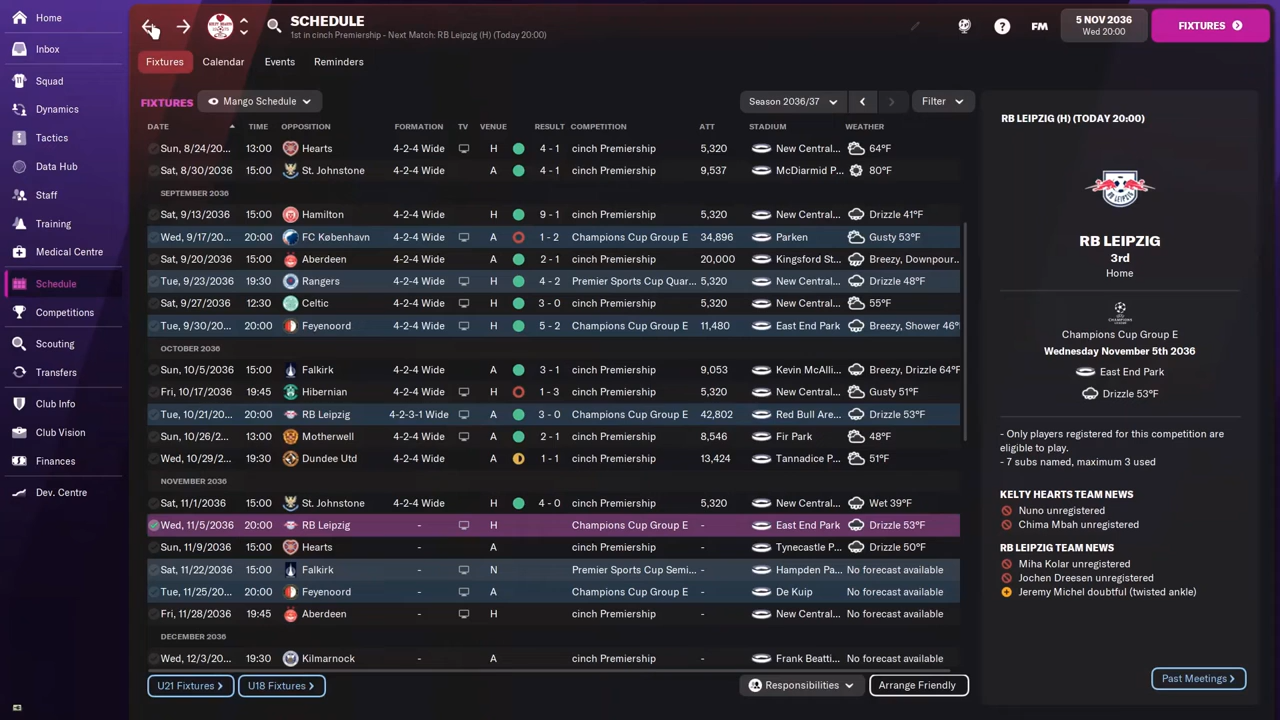 Home
Inbox
Squad
Dynamics
Tactics
Data Hub
Staff
Training
Medical Centre
Schedule
Competitions
Scouting
Transfers
Club Info
Club Vision
Finances
Dev. Centre
SCHEDULE
1st in cinch Premiership - Next Match: RB Leipzig (H) (Today 20:00)
FM
5 NOV 2036
Wed 20:00
FIXTURES
Fixtures Calendar Events Reminders
FIXTURES Mango Schedule Season 2036/37 Filter
DATE TIME OPPOSITION FORMATION TV VENUE RESULT COMPETITION ATT STADIUM WEATHER
Sun, 8/24/20... 13:00 Hearts 4-2-4 Wide H 4 - 1 cinch Premiership 5,320 New Central... 64°F
Sat, 8/30/2036 15:00 St. Johnstone 4-2-4 Wide A 4 - 1 cinch Premiership 9,537 McDiarmid P... 80°F
SEPTEMBER 2036
Sat, 9/13/2036 15:00 Hamilton 4-2-4 Wide H 9 - 1 cinch Premiership 5,320 New Central... Drizzle 41°F
Wed, 9/17/20... 20:00 FC København 4-2-4 Wide A 1 - 2 Champions Cup Group E 34,896 Parken Gusty 53°F
Sat, 9/20/2036 15:00 Aberdeen 4-2-4 Wide A 2 - 1 cinch Premiership 20,000 Kingsford St... Breezy, Downpour...
Tue, 9/23/2036 19:30 Rangers 4-2-4 Wide H 4 - 2 Premier Sports Cup Quar... 5,320 New Central... Drizzle 48°F
Sat, 9/27/2036 12:30 Celtic 4-2-4 Wide H 3 - 0 cinch Premiership 5,320 New Central... 55°F
Tue, 9/30/2036 20:00 Feyenoord 4-2-4 Wide H 5 - 2 Champions Cup Group E 11,480 East End Park Breezy, Shower 46°F
OCTOBER 2036
Sun, 10/5/2036 15:00 Falkirk 4-2-4 Wide A 3 - 1 cinch Premiership 9,053 Kevin McAlli... Breezy, Drizzle 64°F
Fri, 10/17/2036 19:45 Hibernian 4-2-4 Wide H 1 - 3 cinch Premiership 5,320 New Central... Gusty 51°F
Tue, 10/21/20... 20:00 RB Leipzig 4-2-3-1 Wide A 3 - 0 Champions Cup Group E 42,802 Red Bull Are... Drizzle 53°F
Sun, 10/26/2... 13:00 Motherwell 4-2-4 Wide A 2 - 1 cinch Premiership 8,546 Fir Park 48°F
Wed, 10/29/2... 19:30 Dundee Utd 4-2-4 Wide A 1 - 1 cinch Premiership 13,424 Tannadice P... 51°F
NOVEMBER 2036
Sat, 11/1/2036 15:00 St. Johnstone 4-2-4 Wide H 4 - 0 cinch Premiership 5,320 New Central... Wet 39°F
Wed, 11/5/2036 20:00 RB Leipzig - H Champions Cup Group E - East End Park Drizzle 53°F
Sun, 11/9/2036 15:00 Hearts - A cinch Premiership - Tynecastle P... Drizzle 50°F
Sat, 11/22/2036 15:00 Falkirk - N Premier Sports Cup Semi... - Hampden Pa... No forecast available
Tue, 11/25/2036 20:00 Feyenoord - A Champions Cup Group E - De Kuip No forecast available
Fri, 11/28/2036 19:45 Aberdeen - H cinch Premiership - New Central... No forecast available
DECEMBER 2036
Wed, 12/3/2036 19:30 Kilmarnock - A cinch Premiership - Frank Beatti... No forecast available
U21 Fixtures U18 Fixtures Responsibilities Arrange Friendly
RB LEIPZIG (H) (TODAY 20:00)
RB LEIPZIG
3rd
Home
Champions Cup Group E
Wednesday November 5th 2036
East End Park
Drizzle 53°F
- Only players registered for this competition are
eligible to play.
- 7 subs named, maximum 3 used
KELTY HEARTS TEAM NEWS
Nuno unregistered
Chima Mbah unregistered
RB LEIPZIG TEAM NEWS
Miha Kolar unregistered
Jochen Dreesen unregistered
Jeremy Michel doubtful (twisted ankle)
Past Meetings